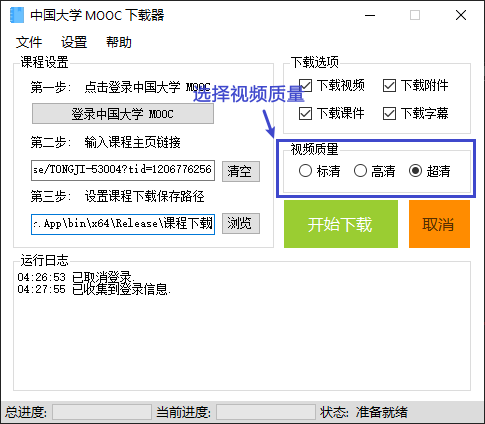 中国大学 MOOC 下载器
文件 设置 帮助
课程设置
第一步: 点击登录中国大学 MOOC
登录中国大学 MOOC
第二步: 输入课程主页链接
se/TONGJI-53004?tid=1206776256
清空
第三步: 设置课程下载保存路径
r.App\bin\x64\Release\课程下载
浏览
下载选项
下载视频 下载附件
下载课件 下载字幕
选择视频质量
视频质量
标清 高清 超清
开始下载 取消
运行日志
04:26:53 已取消登录.
04:27:55 已收集到登录信息.
总进度: 当前进度: 状态: 准备就绪